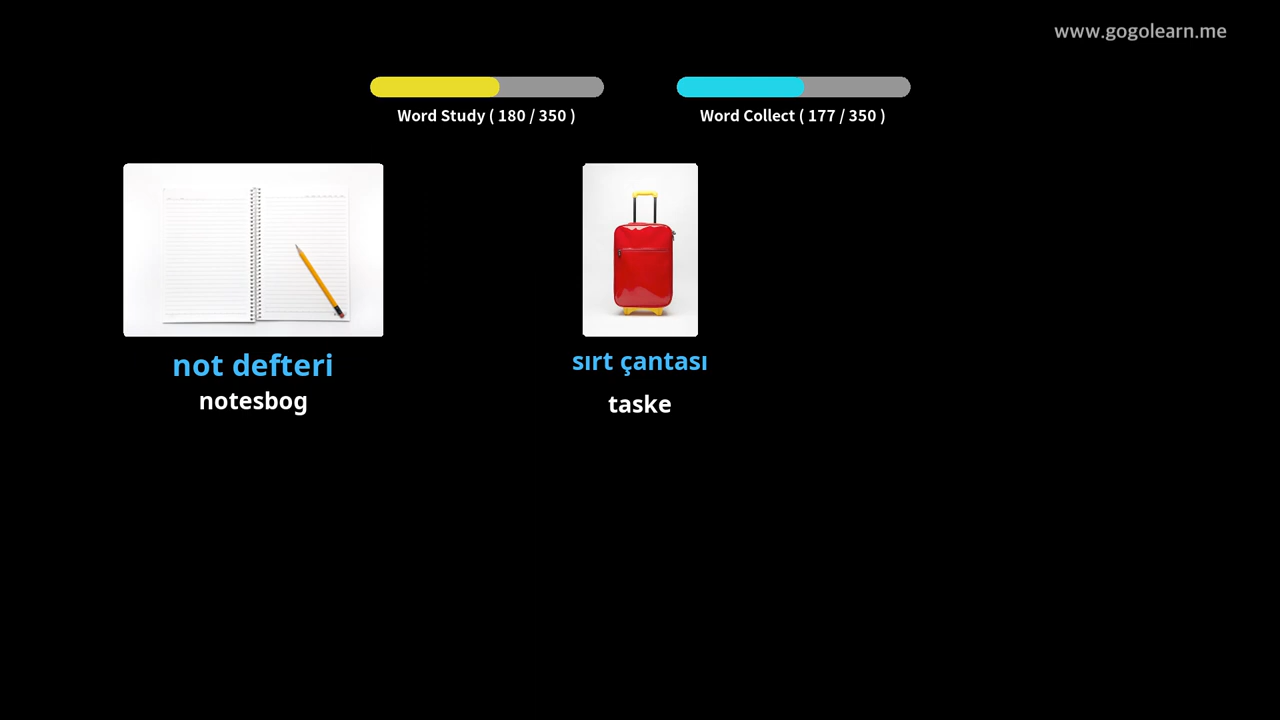 www.gogolearn.me
Word Study ( 180 / 350 )
Word Collect ( 177 / 350 )
not defteri
notesbog
sırt çantası
taske